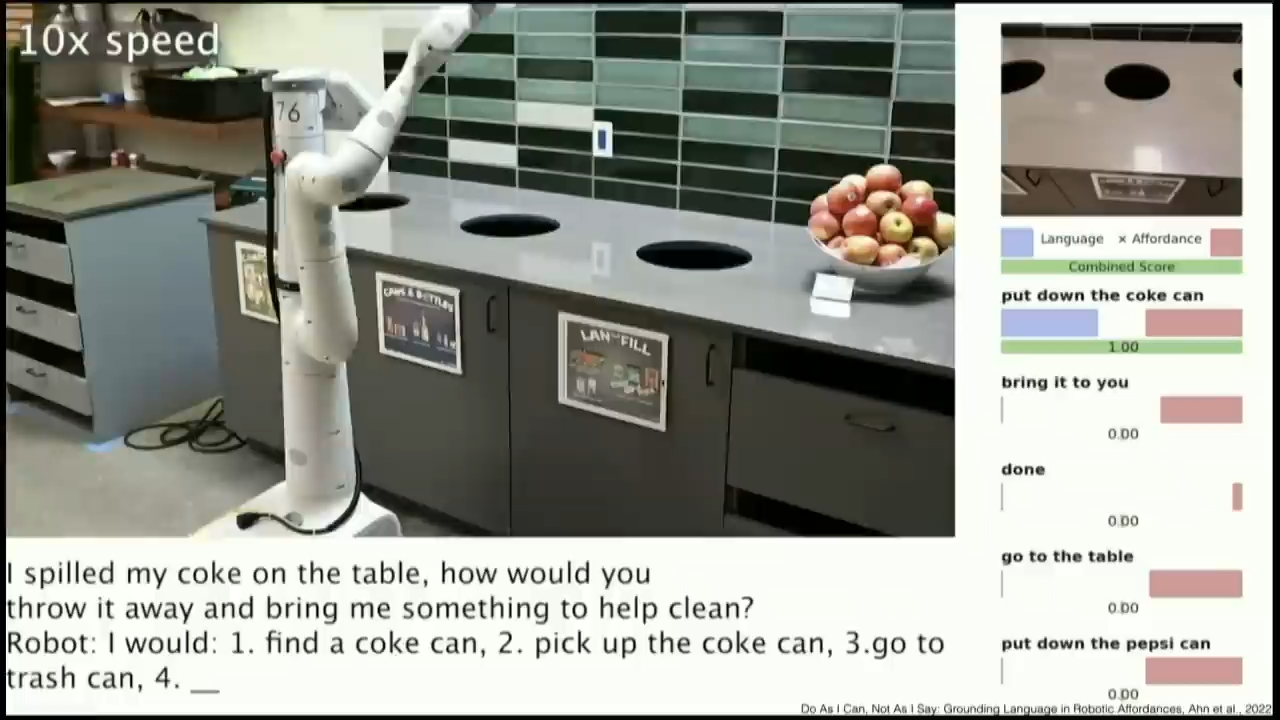 10x speed
76
CANS & BOTTLES
LANDFILL
Language × Affordance
Combined Score
put down the coke can
1.00
bring it to you
0.00
done
0.00
go to the table
0.00
put down the pepsi can
0.00
I spilled my coke on the table, how would you
throw it away and bring me something to help clean?
Robot: I would: 1. find a coke can, 2. pick up the coke can, 3.go to
trash can, 4. __
Do As I Can, Not As I Say: Grounding Language in Robotic Affordances, Ahn et al., 2022